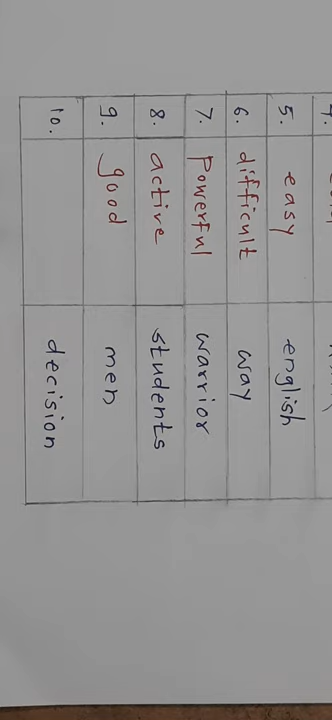 5. easy english
6. difficult way
7. Powerful warrior
8. active students
9. good men
10. decision